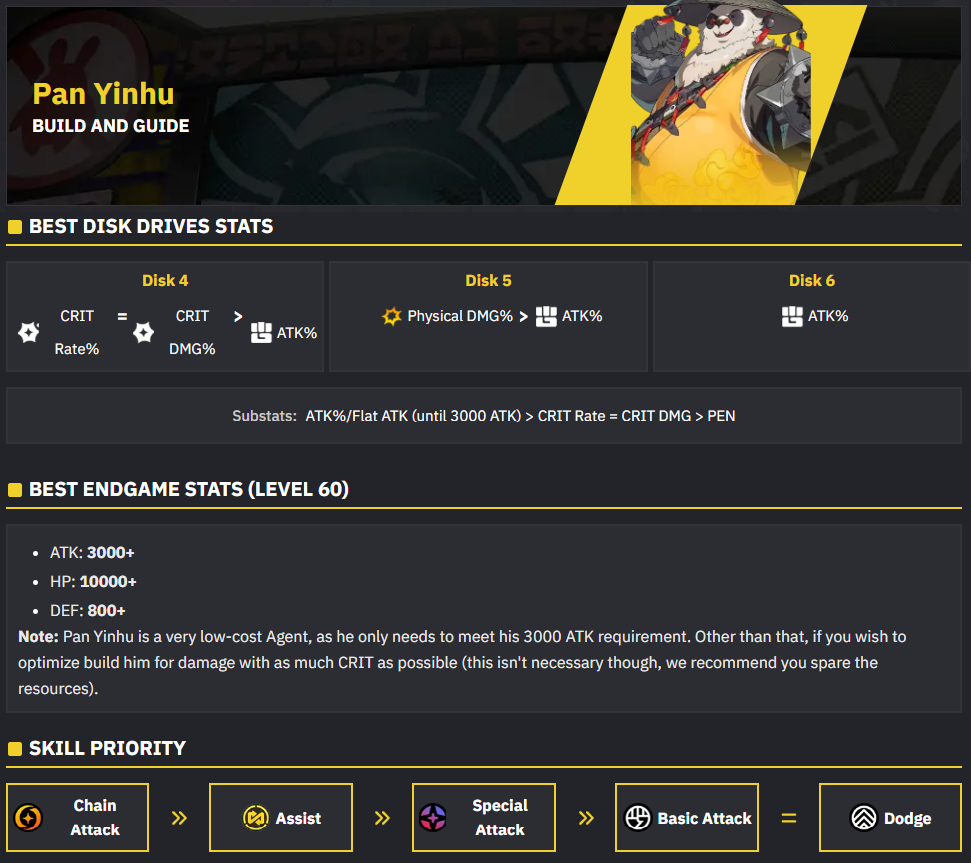 Pan Yinhu
BUILD AND GUIDE
BEST DISK DRIVES STATS
Disk 4
CRIT Rate% = CRIT DMG% > ATK%
Disk 5
Physical DMG% > ATK%
Disk 6
ATK%
Substats: ATK%/Flat ATK (until 3000 ATK) > CRIT Rate = CRIT DMG > PEN
BEST ENDGAME STATS (LEVEL 60)
• ATK: 3000+
• HP: 10000+
• DEF: 800+
Note: Pan Yinhu is a very low-cost Agent, as he only needs to meet his 3000 ATK requirement. Other than that, if you wish to
optimize build him for damage with as much CRIT as possible (this isn't necessary though, we recommend you spare the
resources).
SKILL PRIORITY
Chain Attack » Assist » Special Attack » Basic Attack = Dodge